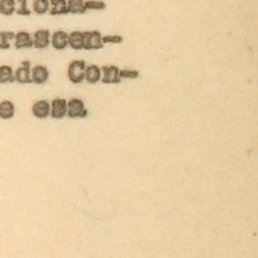 ciona-
rascen-
ado Con-
e esa